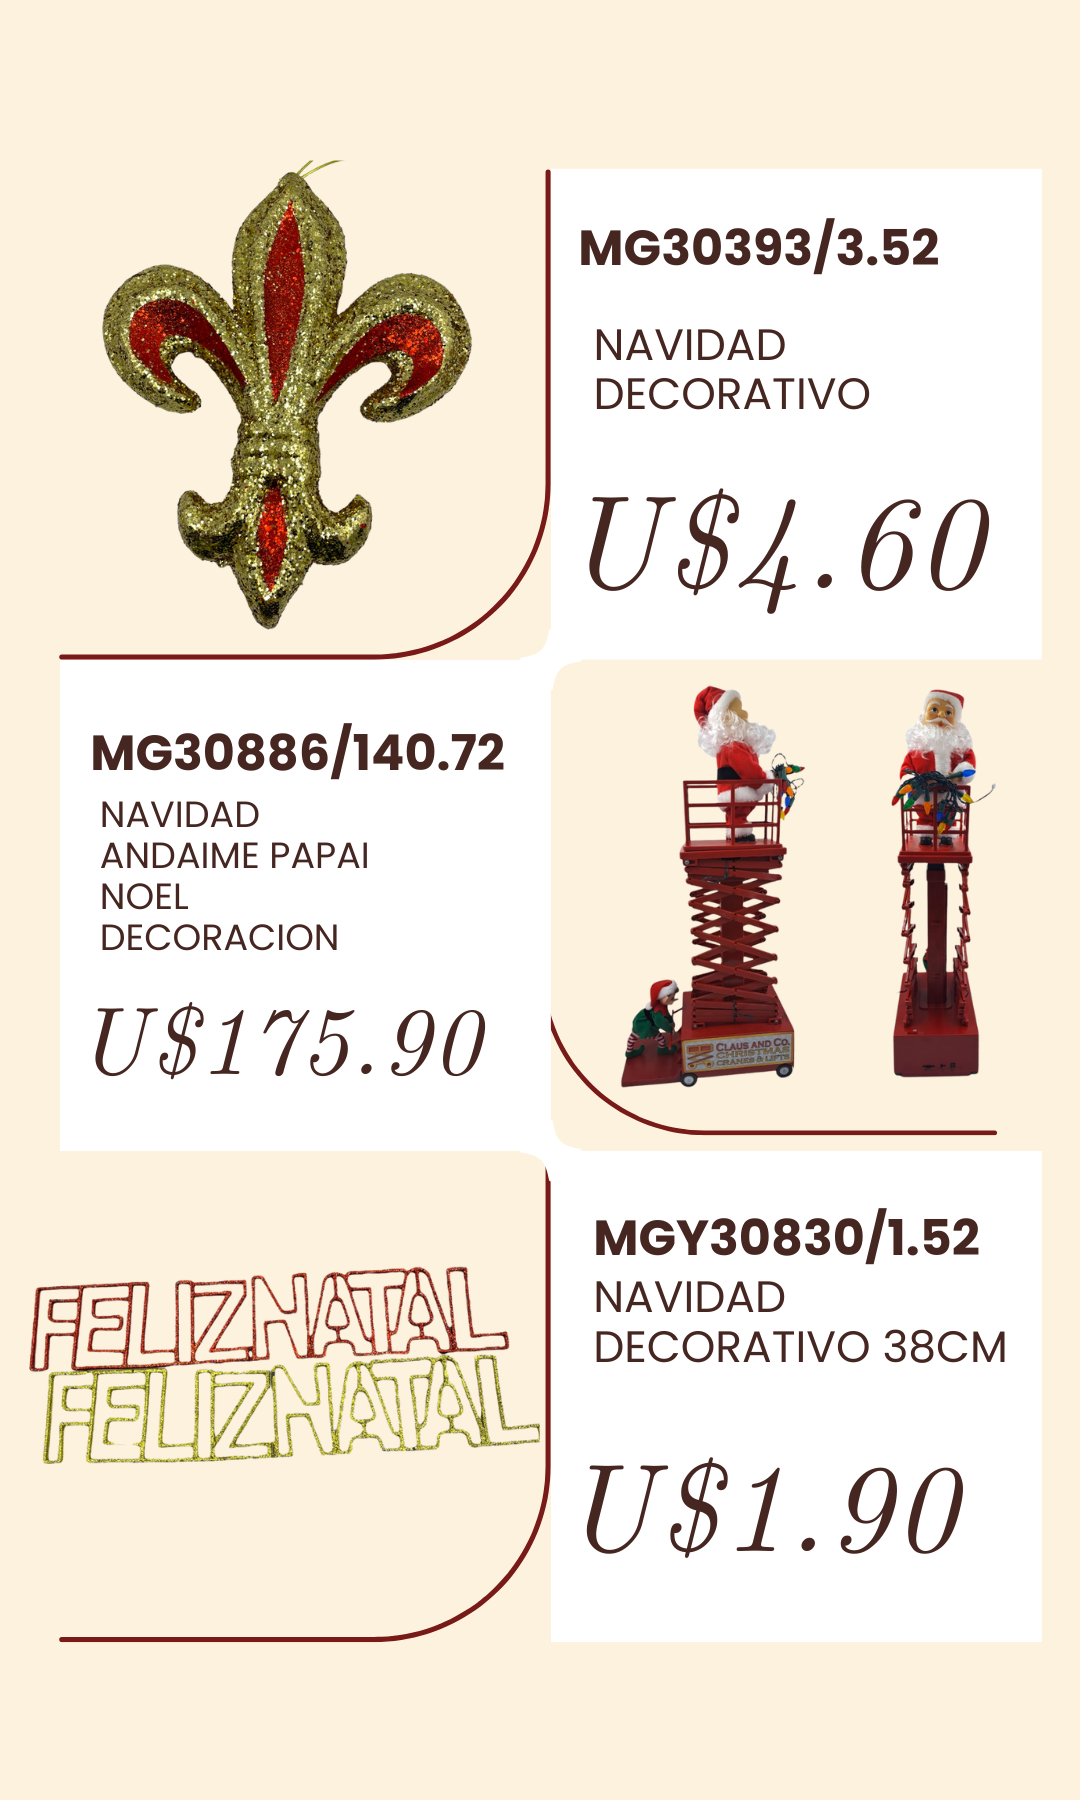 MG30393/3.52
NAVIDAD
DECORATIVO
U$4.60
MG30886/140.72
NAVIDAD
ANDAIME PAPAI
NOEL
DECORACION
U$175.90
CLAUS AND CO.
CHRISTMAS
CRANES & LIFTS
MGY30830/1.52
NAVIDAD
DECORATIVO 38CM
U$1.90
FELIZNATAL
FELIZNATAL